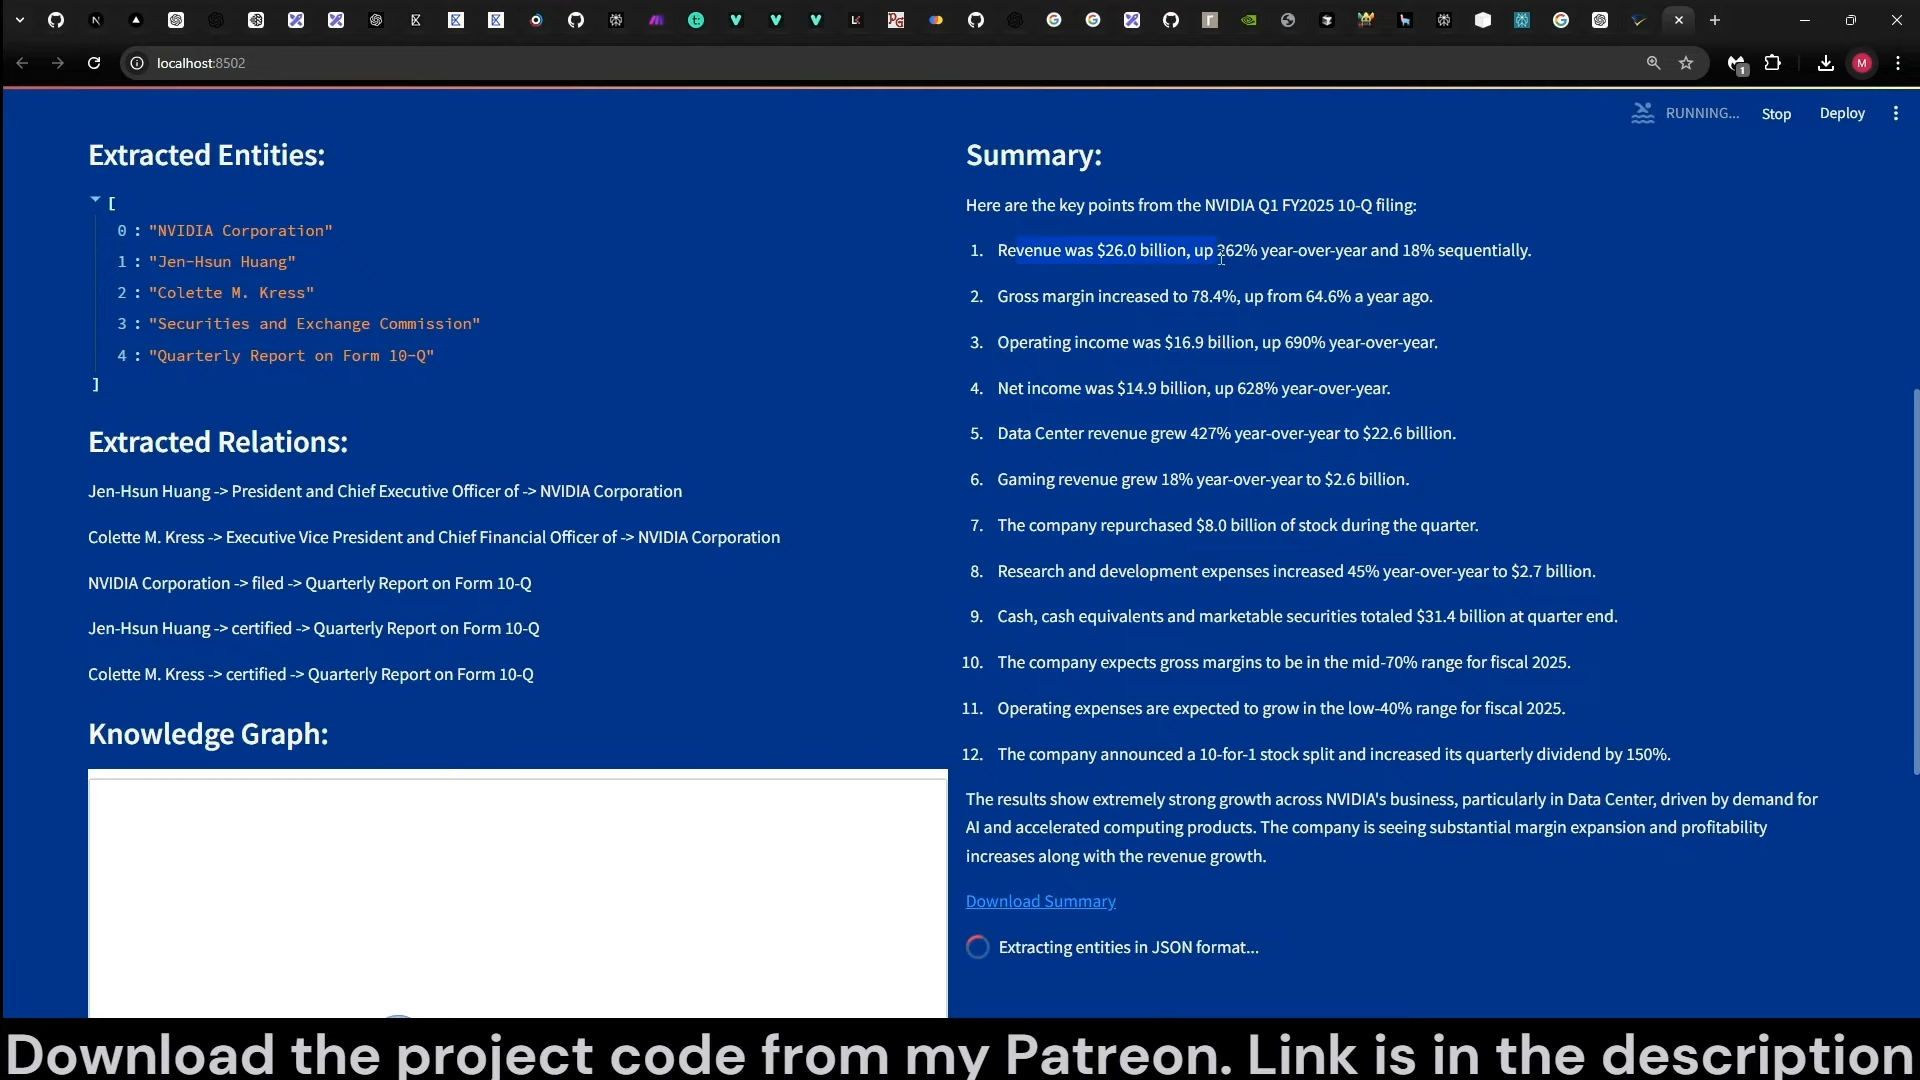 localhost:8502
1
M
RUNNING...
Stop
Deploy
Extracted Entities:
[
0 : "NVIDIA Corporation"
1 : "Jen-Hsun Huang"
2 : "Colette M. Kress"
3 : "Securities and Exchange Commission"
4 : "Quarterly Report on Form 10-Q"
]
Extracted Relations:
Jen-Hsun Huang -> President and Chief Executive Officer of -> NVIDIA Corporation
Colette M. Kress -> Executive Vice President and Chief Financial Officer of -> NVIDIA Corporation
NVIDIA Corporation -> filed -> Quarterly Report on Form 10-Q
Jen-Hsun Huang -> certified -> Quarterly Report on Form 10-Q
Colette M. Kress -> certified -> Quarterly Report on Form 10-Q
Knowledge Graph:
Summary:
Here are the key points from the NVIDIA Q1 FY2025 10-Q filing:
1. Revenue was $26.0 billion, up 262% year-over-year and 18% sequentially.
2. Gross margin increased to 78.4%, up from 64.6% a year ago.
3. Operating income was $16.9 billion, up 690% year-over-year.
4. Net income was $14.9 billion, up 628% year-over-year.
5. Data Center revenue grew 427% year-over-year to $22.6 billion.
6. Gaming revenue grew 18% year-over-year to $2.6 billion.
7. The company repurchased $8.0 billion of stock during the quarter.
8. Research and development expenses increased 45% year-over-year to $2.7 billion.
9. Cash, cash equivalents and marketable securities totaled $31.4 billion at quarter end.
10. The company expects gross margins to be in the mid-70% range for fiscal 2025.
11. Operating expenses are expected to grow in the low-40% range for fiscal 2025.
12. The company announced a 10-for-1 stock split and increased its quarterly dividend by 150%.
The results show extremely strong growth across NVIDIA's business, particularly in Data Center, driven by demand for
AI and accelerated computing products. The company is seeing substantial margin expansion and profitability
increases along with the revenue growth.
Download Summary
Extracting entities in JSON format...
Download the project code from my Patreon. Link is in the description